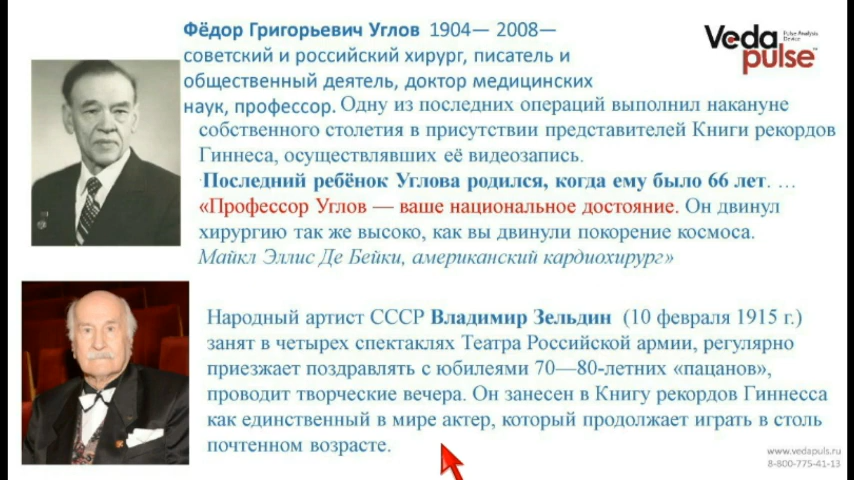 Фёдор Григорьевич Углов 1904— 2008—
советский и российский хирург, писатель и
общественный деятель, доктор медицинских
наук, профессор. Одну из последних операций выполнил накануне
собственного столетия в присутствии представителей Книги рекордов
Гиннеса, осуществлявших её видеозапись.
Последний ребёнок Углова родился, когда ему было 66 лет. …
«Профессор Углов — ваше национальное достояние. Он двинул
хирургию так же высоко, как вы двинули покорение космоса.
Майкл Эллис Де Бейки, американский кардиохирург»
Veda
pulse
Pulse Analysis
Device
Народный артист СССР Владимир Зельдин (10 февраля 1915 г.)
занят в четырех спектаклях Театра Российской армии, регулярно
приезжает поздравлять с юбилеями 70—80-летних «пацанов»,
проводит творческие вечера. Он занесен в Книгу рекордов Гиннесса
как единственный в мире актер, который продолжает играть в столь
почтенном возрасте.
www.vedapuls.ru
8-800-775-41-13